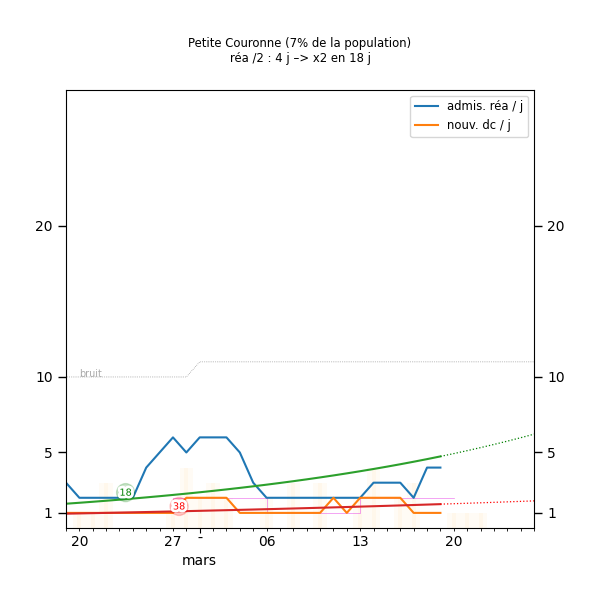 Petite Couronne (7% de la population)
réa /2 : 4 j –> x2 en 18 j
admis. réa / j
nouv. dc / j
20 20
bruit
10 10
5 5
18
38
1 1
20 27 - 06 13 20
mars